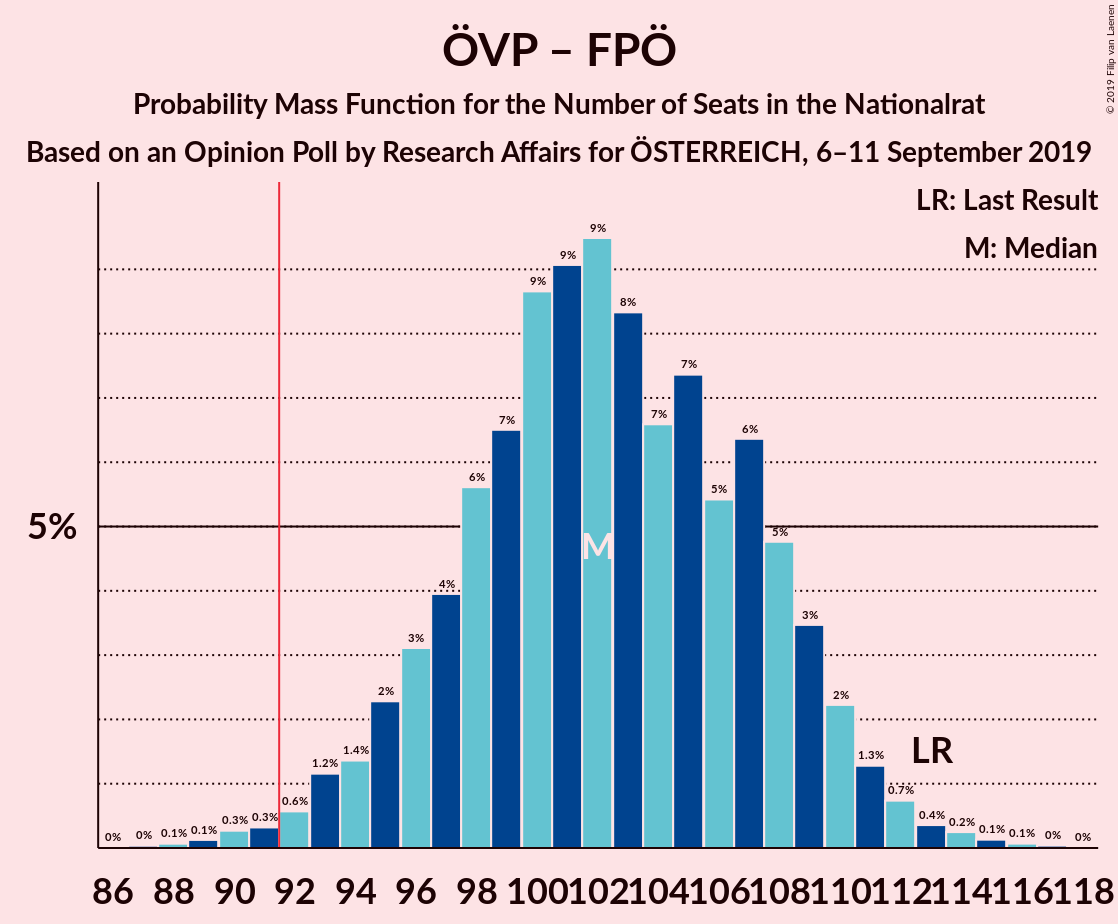 ÖVP – FPÖ
Probability Mass Function for the Number of Seats in the Nationalrat
Based on an Opinion Poll by Research Affairs for ÖSTERREICH, 6–11 September 2019
© 2019 Filip van Laenen
LR: Last Result
M: Median
5%
0% 0% 0.1% 0.1% 0.3% 0.3% 0.6% 1.2% 1.4% 2% 3% 4% 6% 7% 9% 9% 9% 8% 7% 7% 5% 6% 5% 3% 2% 1.3% 0.7% 0.4% 0.2% 0.1% 0.1% 0% 0%
M
LR
86 88 90 92 94 96 98 100 102 104 106 108 110 112 114 116 118